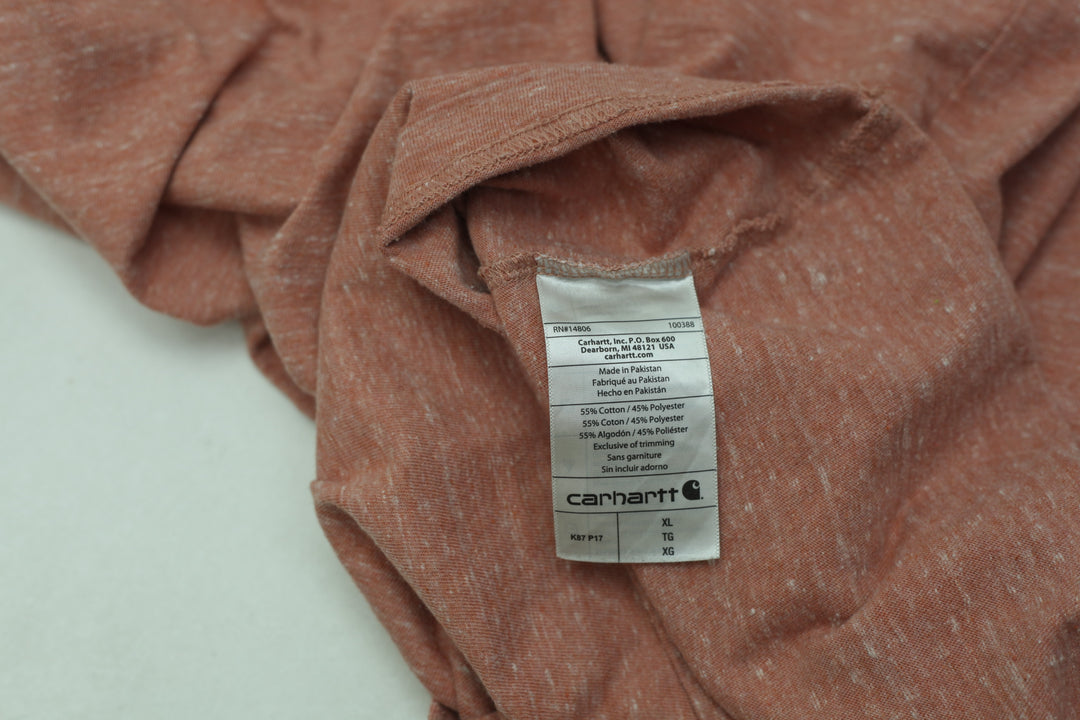 RN#14806 100388
Carhartt, Inc. P.O. Box 600
Dearborn, MI 48121 USA
carhartt.com
Made in Pakistan
Fabriqué au Pakistan
Hecho en Pakistán
55% Cotton / 45% Polyester
55% Coton / 45% Polyester
55% Algodón / 45% Poliéster
Exclusive of trimming
Sans garniture
Sin incluir adorno
carhartt
K87 P17
XL
TG
XG